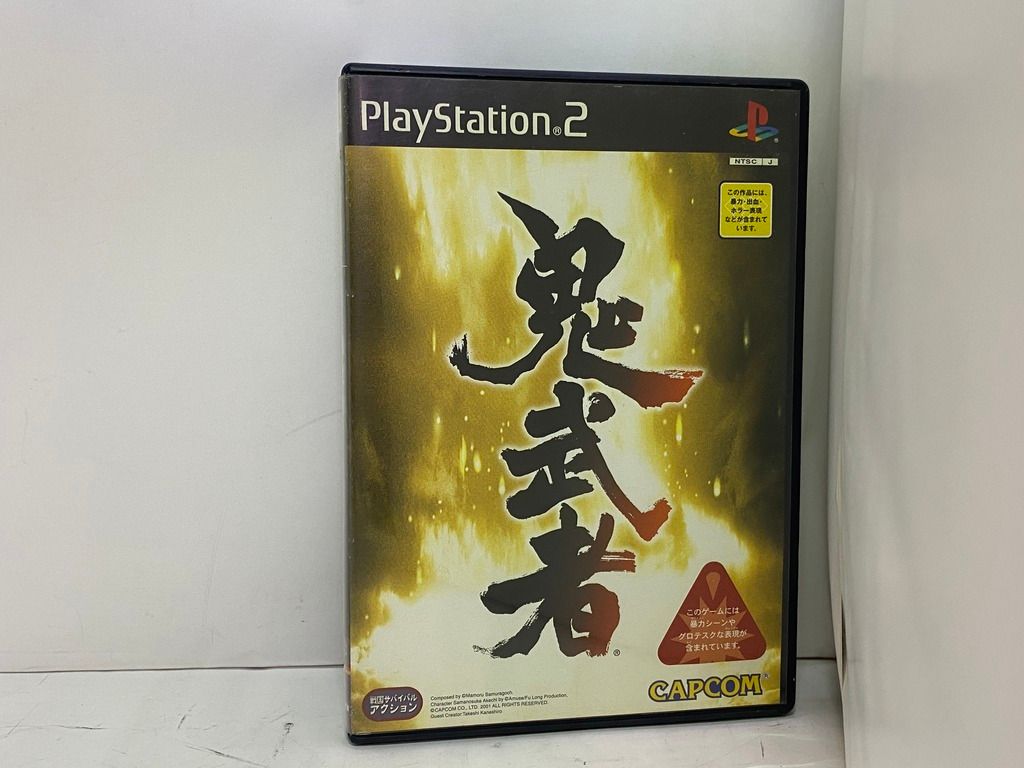 PlayStation®2
NTSC J
この作品には、
暴力・出血・
ホラー表現
などが含まれて
います。
鬼武者
®
このゲームには
暴力シーンや
グロテスクな表現が
含まれています。
CAPCOM®
戦国サバイバル
アクション
Composed by ©Mamoru Samuragoch.
Character Samanosuke Akechi by ©Amuse/Fu Long Production,
©CAPCOM CO., LTD. 2001 ALL RIGHTS RESERVED.
Guest Creator:Takeshi Kaneshiro